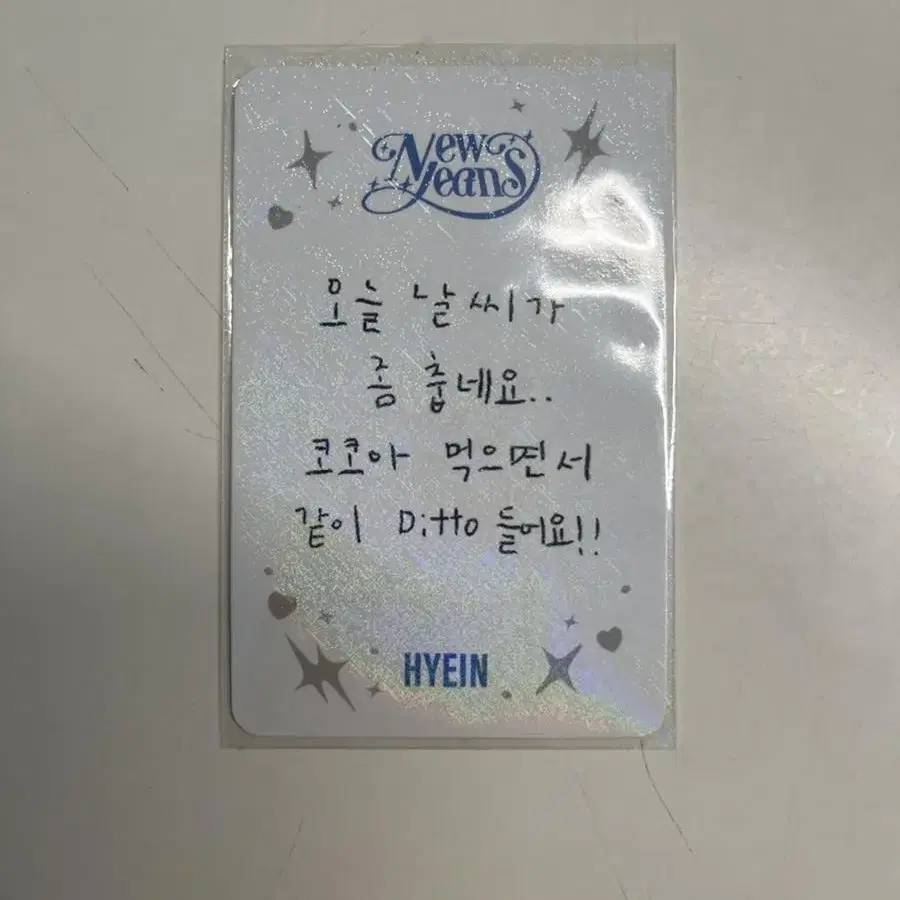 New
Jeans
오늘 날씨가
좀 춥네요..
코코아 먹으면서
같이 Ditto 들어요!!
HYEIN